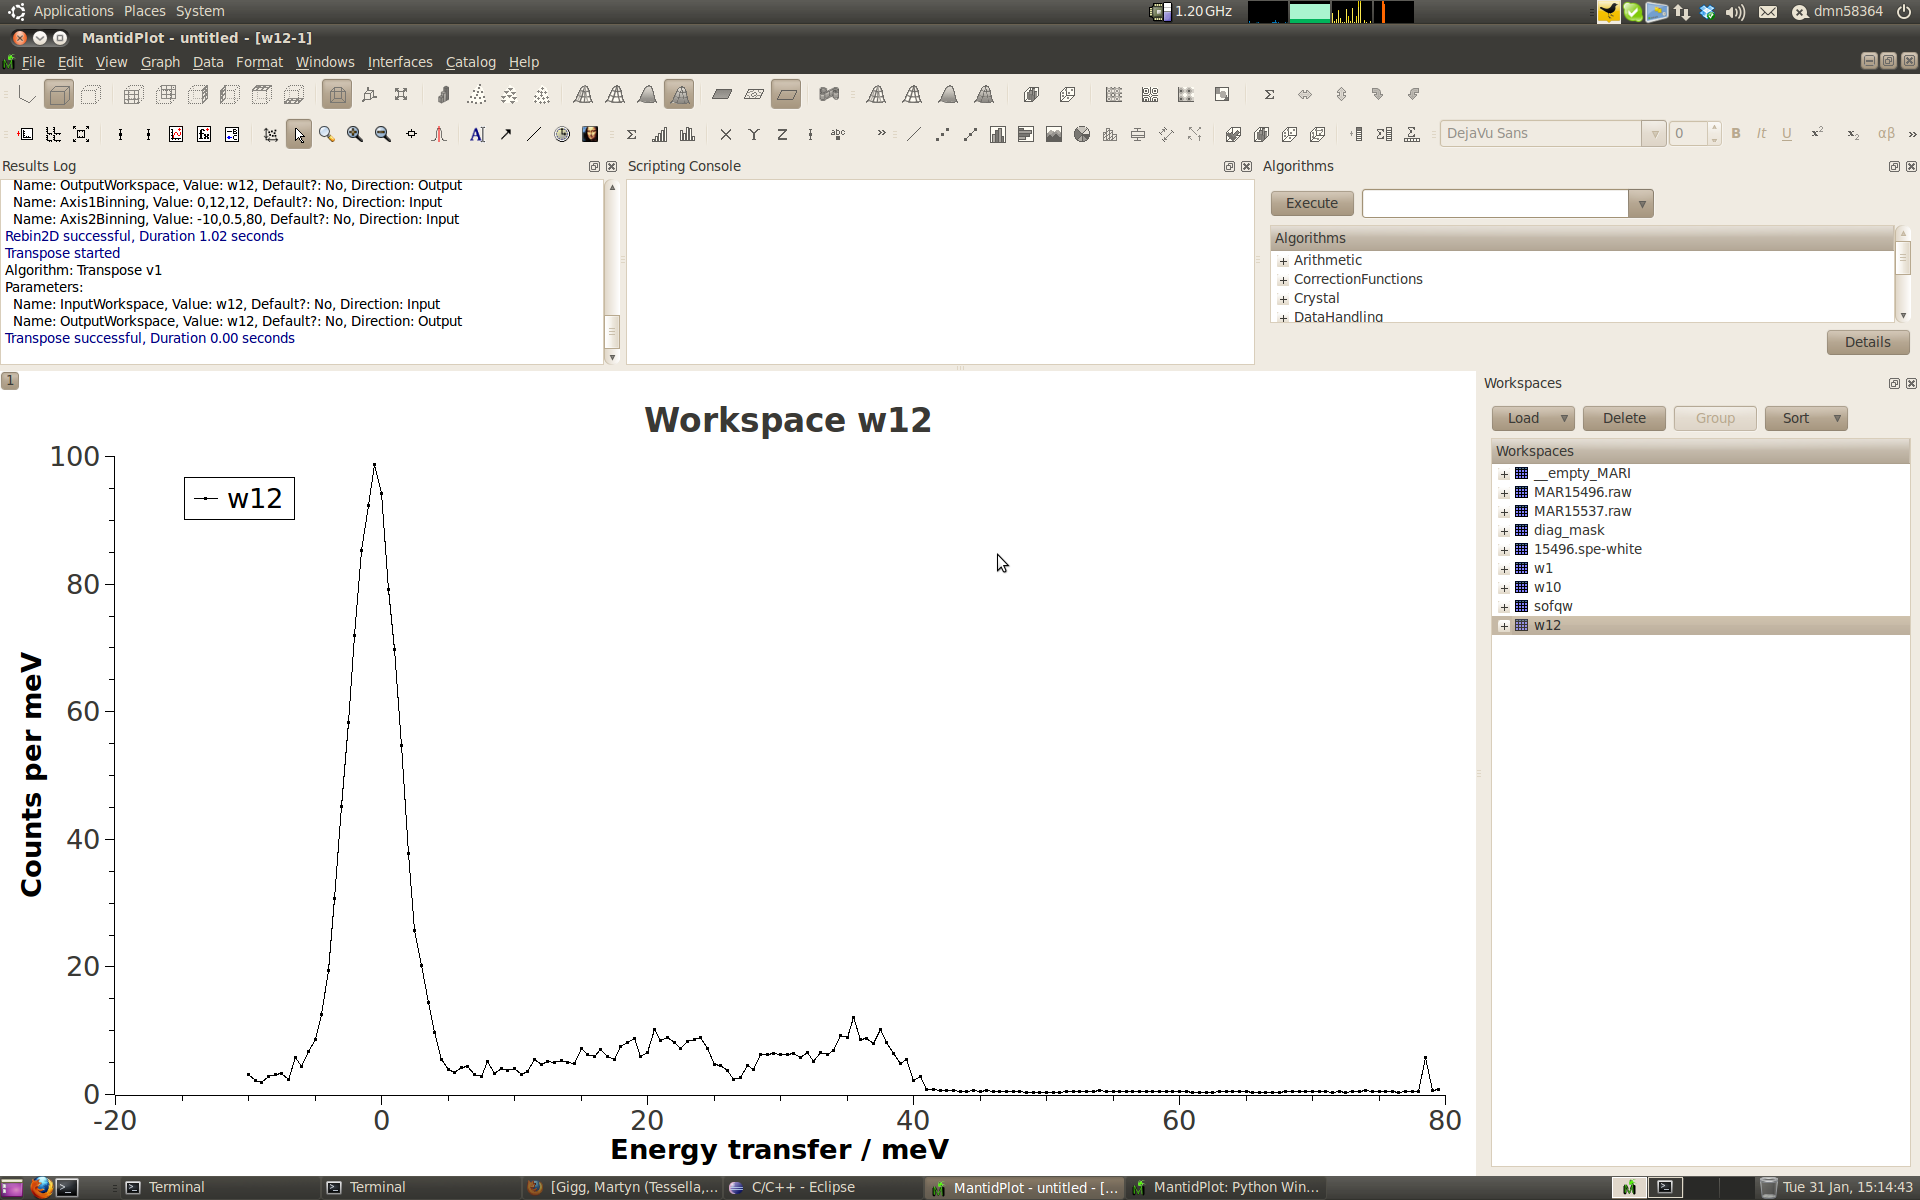 Applications Places System 1.20 GHz dmn58364
MantidPlot - untitled - [w12-1]
File Edit View Graph Format Data Windows Interfaces Catalog Help
DejaVu Sans 0 B It U x² x₂ αβ »
Results Log
Name: OutputWorkspace, Value: w12, Default?: No, Direction: Output
Name: Axis1Binning, Value: 0,12,12, Default?: No, Direction: Input
Name: Axis2Binning, Value: -10,0.5,80, Default?: No, Direction: Input
Rebin2D successful, Duration 1.02 seconds
Transpose started
Algorithm: Transpose v1
Parameters:
Name: InputWorkspace, Value: w12, Default?: No, Direction: Input
Name: OutputWorkspace, Value: w12, Default?: No, Direction: Output
Transpose successful, Duration 0.00 seconds
Scripting Console
Algorithms
Execute
Algorithms
Arithmetic
CorrectionFunctions
Crystal
DataHandling
Details
1
Workspace w12
w12
100
80
60
40
20
0
Counts per meV
-20 0 20 40 60 80
Energy transfer / meV
Workspaces
Load Delete Group Sort
Workspaces
__empty_MARI
MAR15496.raw
MAR15537.raw
diag_mask
15496.spe-white
w1
w10
sofqw
w12
Terminal Terminal [Gigg, Martyn (Tessella,... C/C++ - Eclipse MantidPlot - untitled - [... MantidPlot: Python Win... Tue 31 Jan, 15:14:43